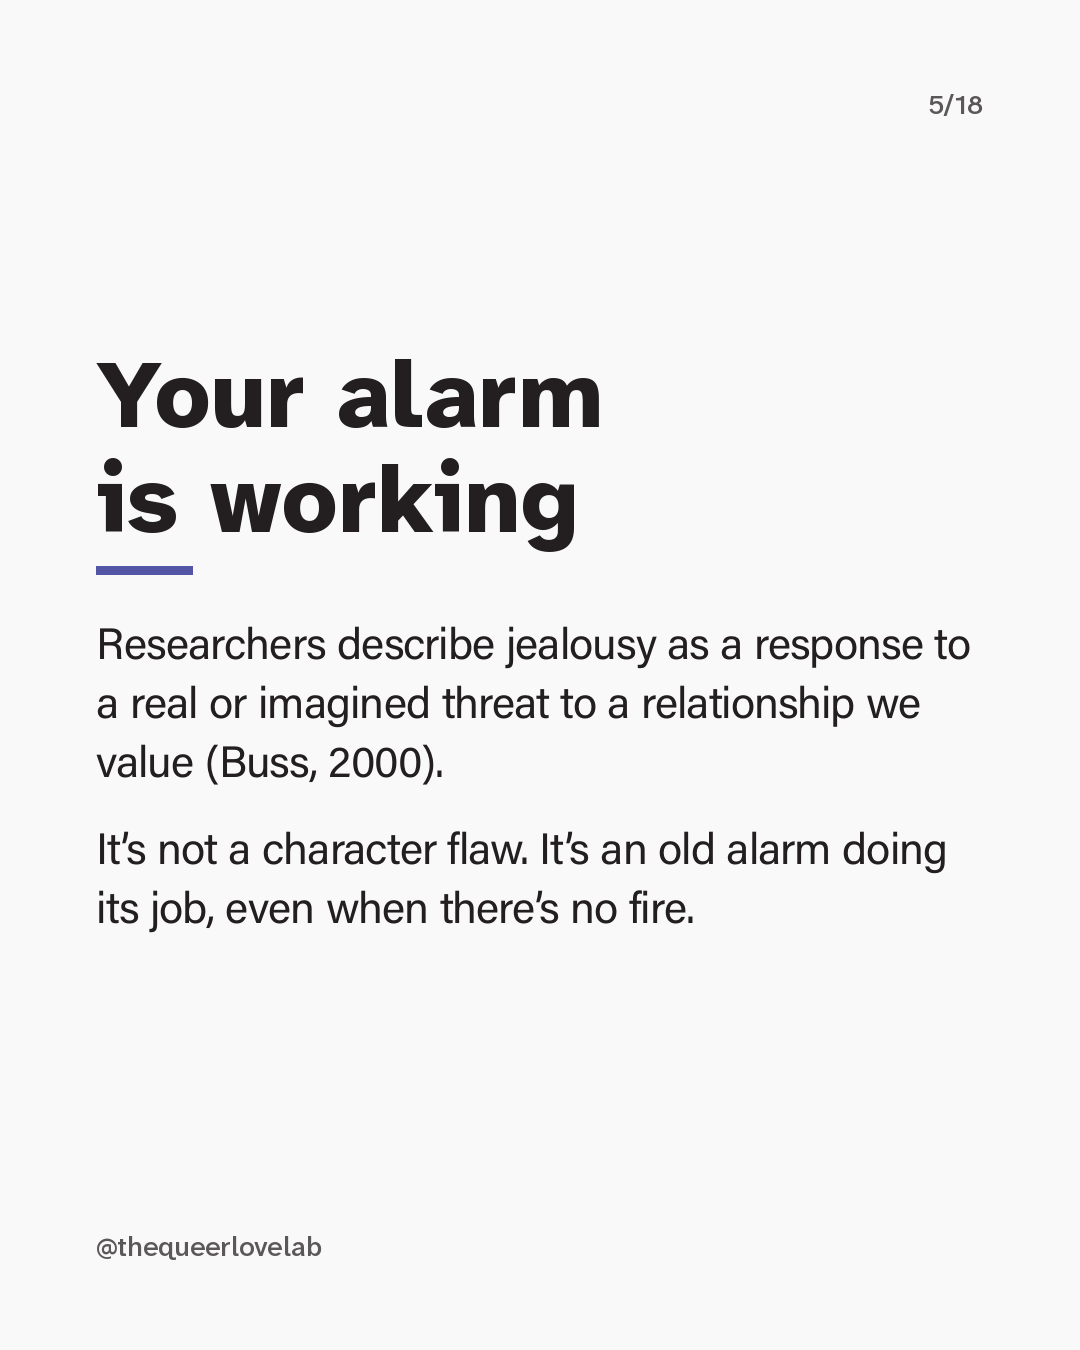 5/18
Your alarm
is working
Researchers describe jealousy as a response to
a real or imagined threat to a relationship we
value (Buss, 2000).
It’s not a character flaw. It’s an old alarm doing
its job, even when there’s no fire.
@thequeerlovelab